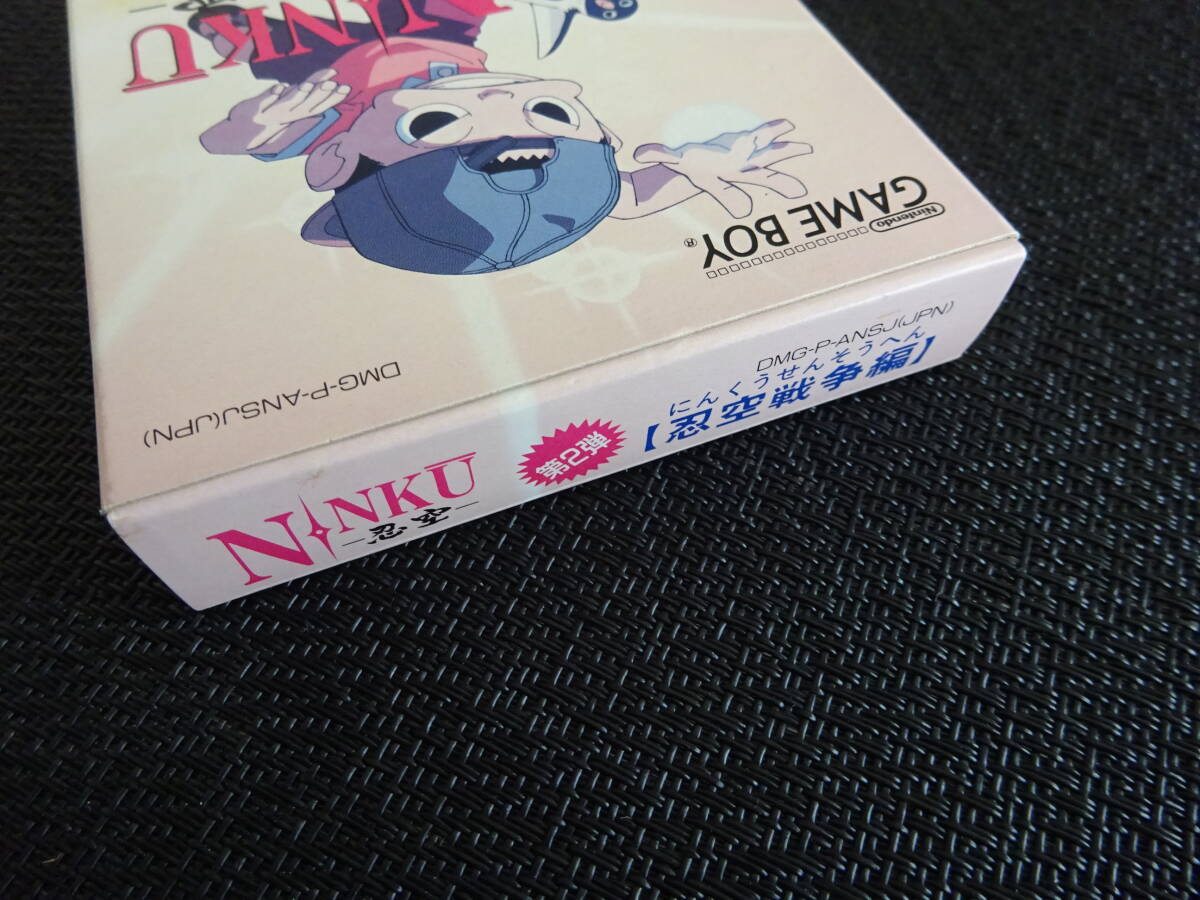 NINKU
Nintendo
GAME BOY®
DMG-P-ANSJ(JPN)
NINKU
－忍空－
第2弾
DMG-P-ANSJ(JPN)
にんくうせんそうへん
【忍空戦争編】